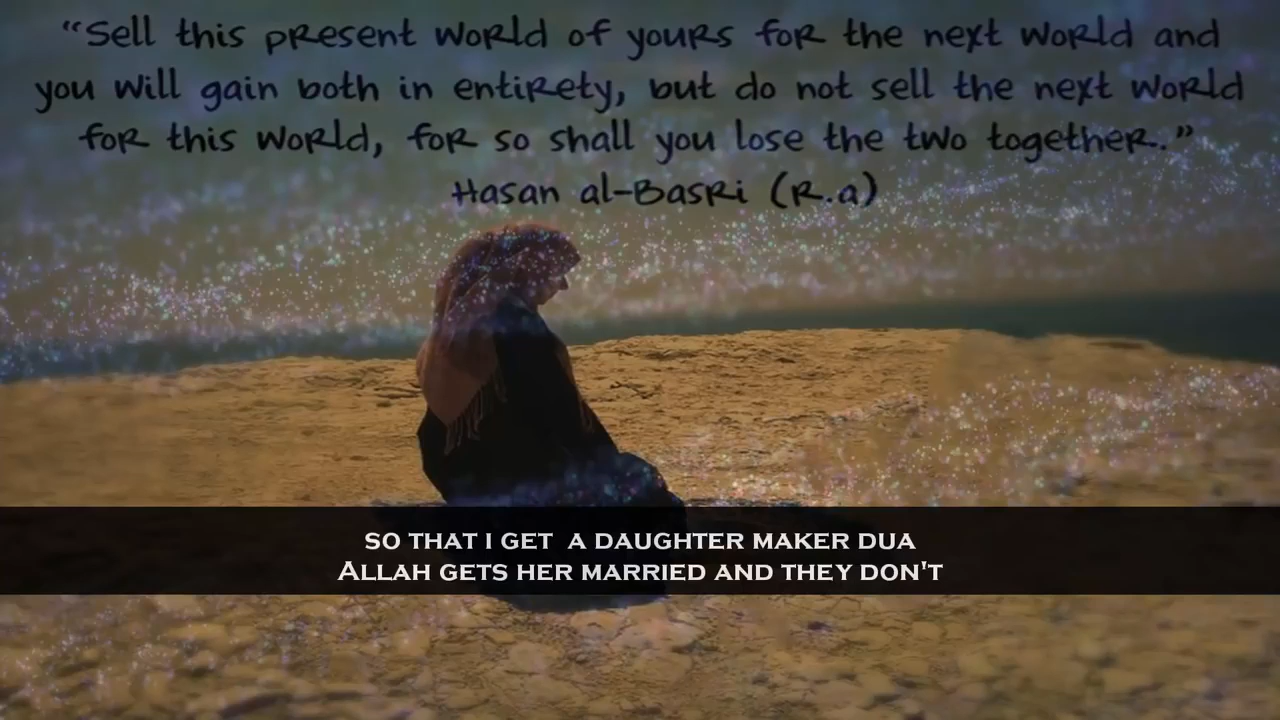 “Sell this present world of yours for the next world and
you will gain both in entirety, but do not sell the next world
for this world, for so shall you lose the two together.”
Hasan al-Basri (R.a)
SO THAT I GET A DAUGHTER MAKER DUA
ALLAH GETS HER MARRIED AND THEY DON'T